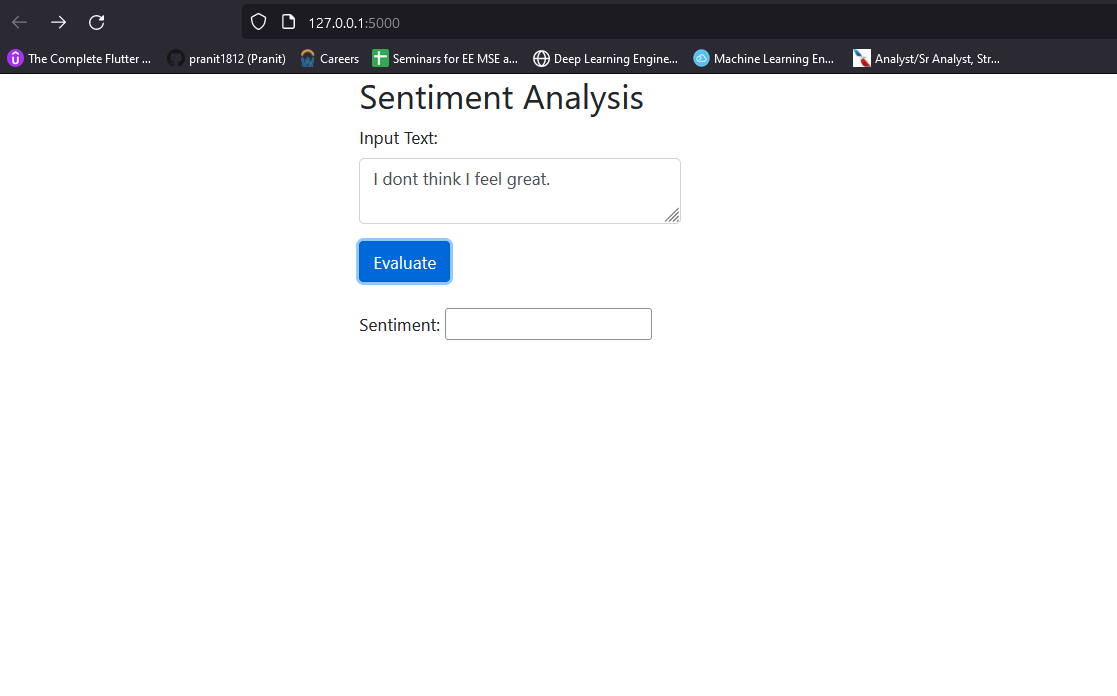 127.0.0.1:5000
The Complete Flutter ... pranit1812 (Pranit) Careers Seminars for EE MSE a... Deep Learning Engine... Machine Learning En... Analyst/Sr Analyst, Str...
Sentiment Analysis
Input Text:
I dont think I feel great.
Evaluate
Sentiment: